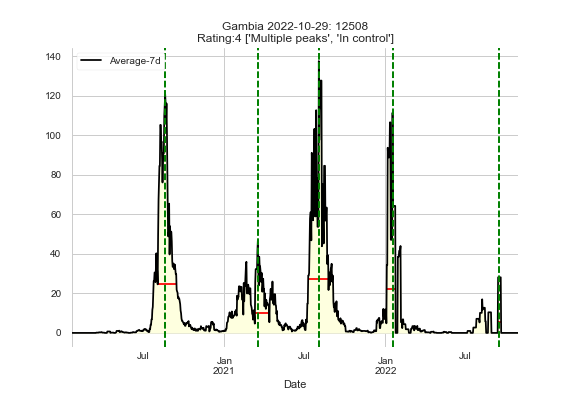 Gambia 2022-10-29: 12508
Rating:4 ['Multiple peaks', 'In control']
Average-7d
140
120
100
80
60
40
20
0
Jul
Jan
2021
Jul
Jan
2022
Jul
Date